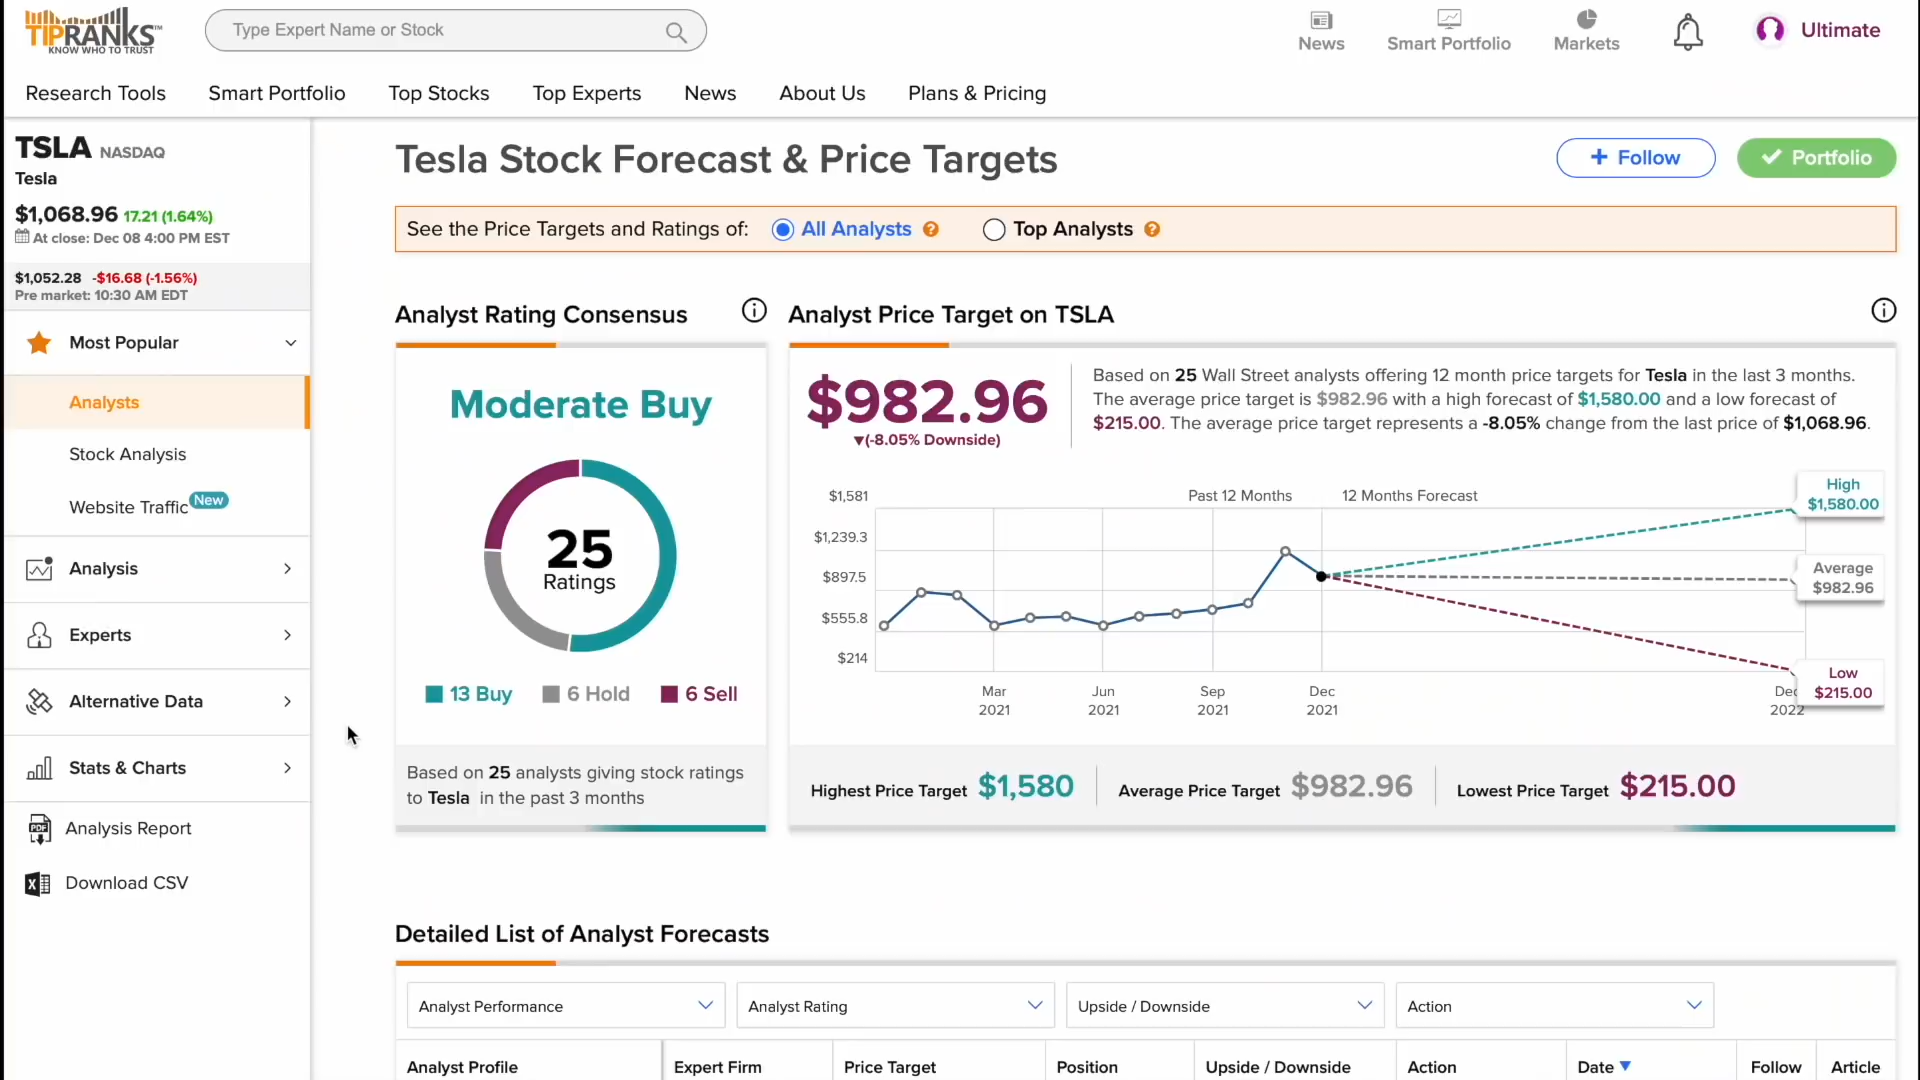 TIPRANKS™
KNOW WHO TO TRUST
Type Expert Name or Stock
News
Smart Portfolio
Markets
Ultimate
Research Tools
Smart Portfolio
Top Stocks
Top Experts
News
About Us
Plans & Pricing
TSLA NASDAQ
Tesla
$1,068.96 17.21 (1.64%)
At close: Dec 08 4:00 PM EST
$1,052.28 -$16.68 (-1.56%)
Pre market: 10:30 AM EDT
Most Popular
Analysts
Stock Analysis
Website Traffic New
Analysis
Experts
Alternative Data
Stats & Charts
PDF Analysis Report
X Download CSV
Tesla Stock Forecast & Price Targets
+ Follow
Portfolio
See the Price Targets and Ratings of: All Analysts ? Top Analysts ?
Analyst Rating Consensus i
Moderate Buy
25
Ratings
13 Buy 6 Hold 6 Sell
Based on 25 analysts giving stock ratings
to Tesla in the past 3 months
Analyst Price Target on TSLA i
$982.96
▼(-8.05% Downside)
Based on 25 Wall Street analysts offering 12 month price targets for Tesla in the last 3 months.
The average price target is $982.96 with a high forecast of $1,580.00 and a low forecast of
$215.00. The average price target represents a -8.05% change from the last price of $1,068.96.
Past 12 Months
12 Months Forecast
$1,581
$1,239.3
$897.5
$555.8
$214
High
$1,580.00
Average
$982.96
Low
$215.00
Mar
2021
Jun
2021
Sep
2021
Dec
2021
Dec
2022
Highest Price Target $1,580
Average Price Target $982.96
Lowest Price Target $215.00
Detailed List of Analyst Forecasts
Analyst Performance
Analyst Rating
Upside / Downside
Action
Analyst Profile
Expert Firm
Price Target
Position
Upside / Downside
Action
Date ▼
Follow
Article